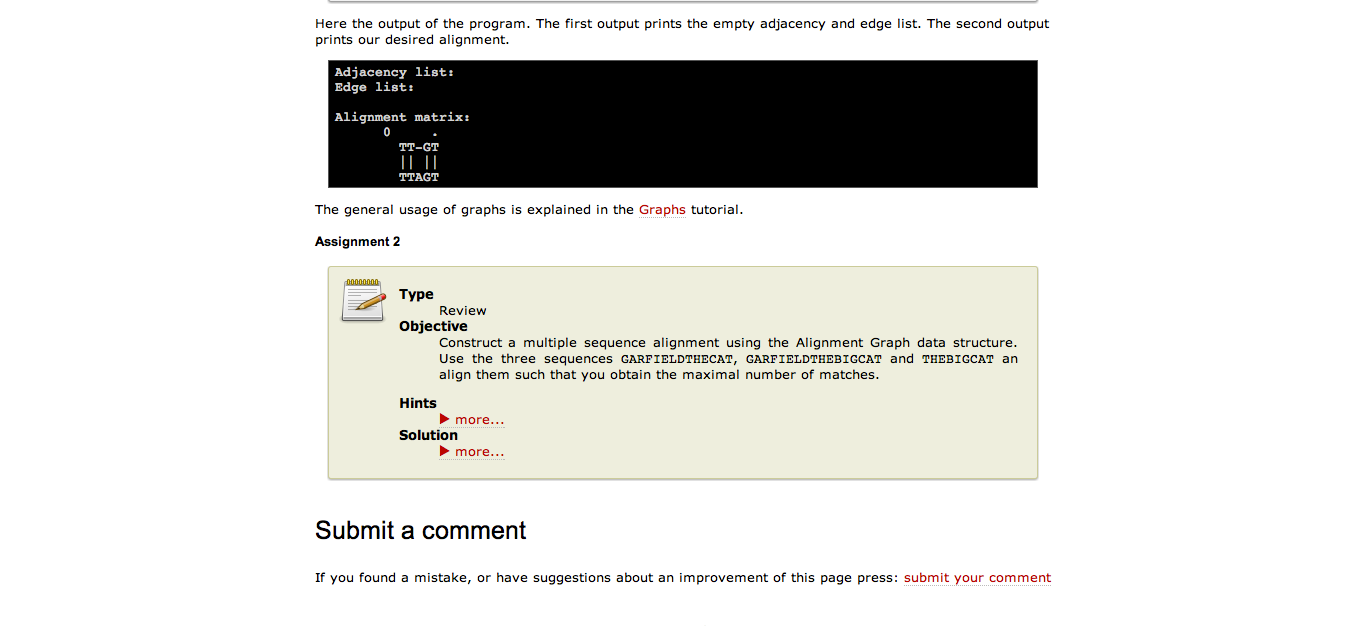 Here the output of the program. The first output prints the empty adjacency and edge list. The second output
prints our desired alignment.
Adjacency list:
Edge list:
Alignment matrix:
0     .
TT-GT
|| ||
TTAGT
The general usage of graphs is explained in the Graphs tutorial.
Assignment 2
Type
Review
Objective
Construct a multiple sequence alignment using the Alignment Graph data structure.
Use the three sequences GARFIELDTHECAT, GARFIELDTHEBIGCAT and THEBIGCAT an
align them such that you obtain the maximal number of matches.
Hints
more...
Solution
more...
Submit a comment
If you found a mistake, or have suggestions about an improvement of this page press: submit your comment